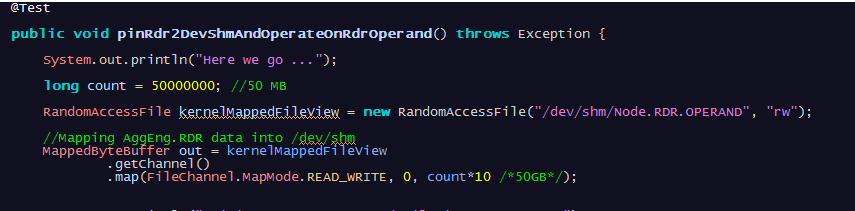 @Test
public void pinRdr2DevShmAndOperateOnRdrOperand() throws Exception {
System.out.println("Here we go ...");
long count = 50000000; //50 MB
RandomAccessFile kernelMappedFileView = new RandomAccessFile("/dev/shm/Node.RDR.OPERAND", "rw");
//Mapping AggEng.RDR data into /dev/shm
MappedByteBuffer out = kernelMappedFileView
.getChannel()
.map(FileChannel.MapMode.READ_WRITE, 0, count*10 /*50GB*/);